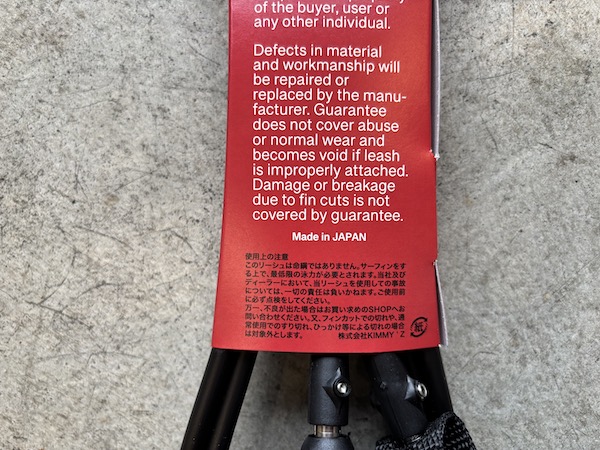 of the buyer, user or
any other individual.
Defects in material
and workmanship will
be repaired or
replaced by the manu-
facturer. Guarantee
does not cover abuse
or normal wear and
becomes void if leash
is improperly attached.
Damage or breakage
due to fin cuts is not
covered by guarantee.
Made in JAPAN
使用上の注意
このリーシュは命綱ではありません。サーフィンをす
る上で、最低限の泳力が必要とされます。当社及び
ディーラーにおいて、当リーシュを使用しての事故
については、一切の責任は負いかねます。ご使用前
に必ず点検をしてください。
万一、不良が出た場合はお買い求めのSHOPへお
問い合わせください。又、フィンカットでの切れや、通
常使用でのすり切れ、ひっかけ等による切れの場合
は対象外とします。 株式会社KIMMY'Z
紙